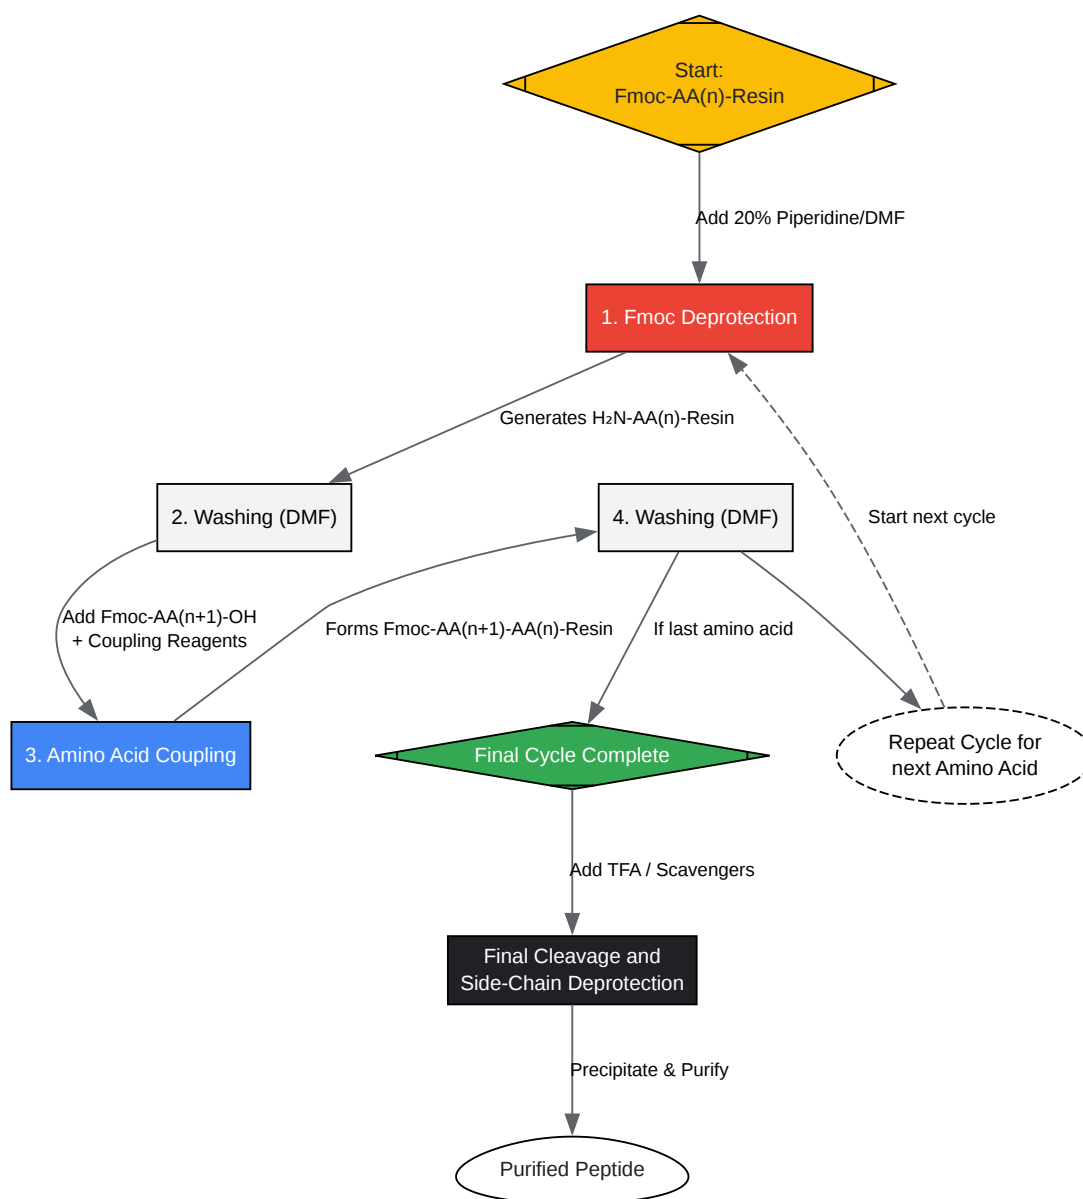 Start:
Fmoc-AA(n)-Resin
Add 20% Piperidine/DMF
1. Fmoc Deprotection
Generates H₂N-AA(n)-Resin
2. Washing (DMF)
4. Washing (DMF)
Start next cycle
Add Fmoc-AA(n+1)-OH
+ Coupling Reagents
Forms Fmoc-AA(n+1)-AA(n)-Resin
If last amino acid
3. Amino Acid Coupling
Final Cycle Complete
Repeat Cycle for
next Amino Acid
Add TFA / Scavengers
Final Cleavage and
Side-Chain Deprotection
Precipitate & Purify
Purified Peptide